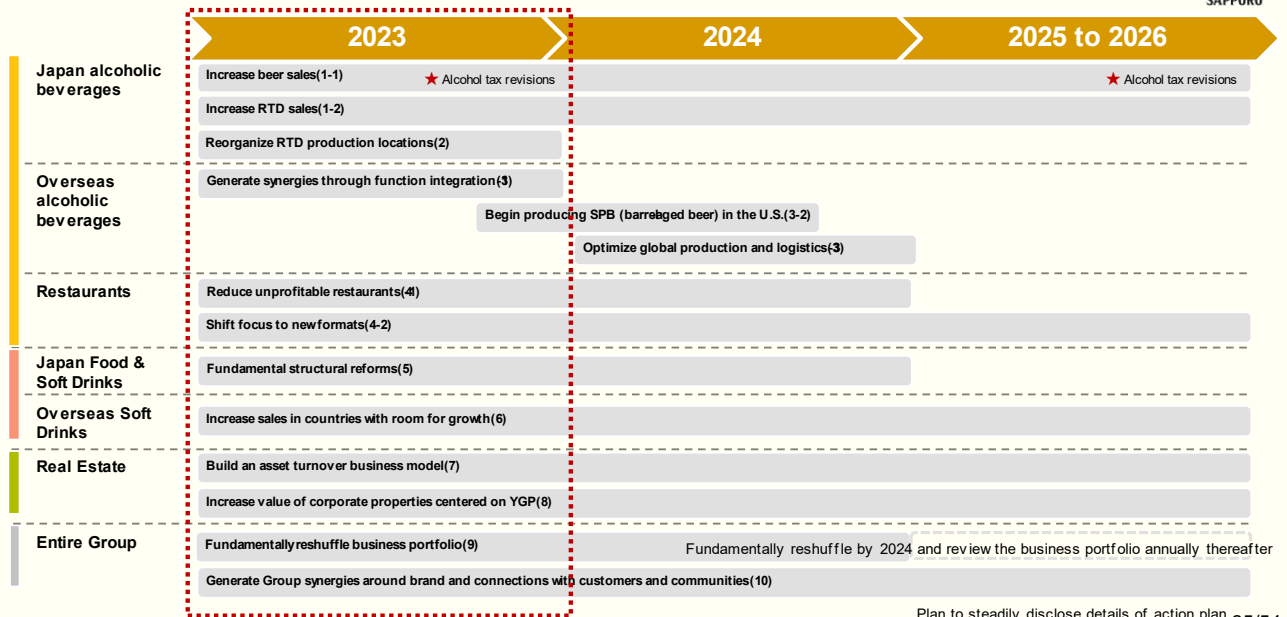 SAPPORO
2023
2024
2025 to 2026
Japan alcoholic
beverages
Increase beer sales(1-1)
★ Alcohol tax revisions
★ Alcohol tax revisions
Increase RTD sales(1-2)
Reorganize RTD production locations(2)
Overseas
alcoholic
beverages
Generate synergies through function integration(-3)
Begin producing SPB (barrel-aged beer) in the U.S.(3-2)
Optimize global production and logistics(-3)
Restaurants
Reduce unprofitable restaurants(41)
Shift focus to newformats(4-2)
Japan Food &
Soft Drinks
Fundamental structural reforms(5)
Overseas Soft
Drinks
Increase sales in countries with room for growth(6)
Real Estate
Build an asset turnover business model(7)
Increase value of corporate properties centered on YGP(8)
Entire Group
Fundamentallyreshuffle business portfolio(9)
Fundamentally reshuffle by 2024 and review the business portfolio annually thereafter
Generate Group synergies around brand and connections with customers and communities(10)
Plan to steadily disclose details of action plan